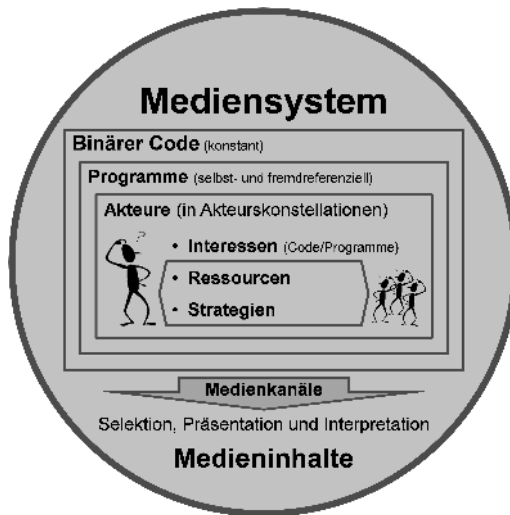 Mediensystem
Binärer Code (konstant)
Programme (selbst- und fremdreferenziell)
Akteure (in Akteurskonstellationen)
• Interessen (Code/Programme)
• Ressourcen
• Strategien
Medienkanäle
Selektion, Präsentation und Interpretation
Medieninhalte